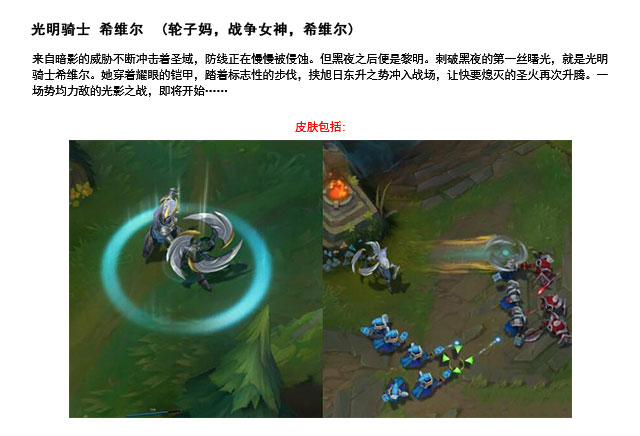 光明骑士 希维尔 (轮子妈，战争女神，希维尔)
来自暗影的威胁不断冲击着圣域，防线正在慢慢被侵蚀。但黑夜之后便是黎明。刺破黑夜的第一丝曙光，就是光明
骑士希维尔。她穿着耀眼的铠甲，踏着标志性的步伐，挟旭日东升之势冲入战场，让快要熄灭的圣火再次升腾。一
场势均力敌的光影之战，即将开始……
皮肤包括: